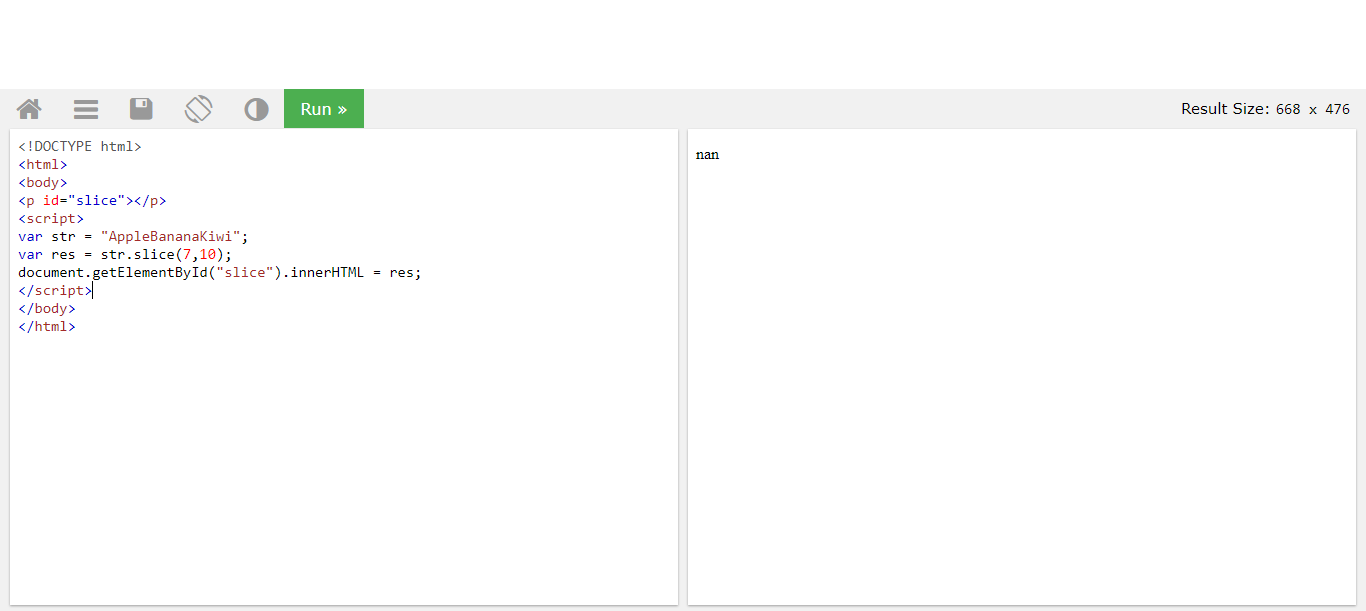 Run »
Result Size: 668 x 476
<!DOCTYPE html>
<html>
<body>
<p id="slice"></p>
<script>
var str = "AppleBananaKiwi";
var res = str.slice(7,10);
document.getElementById("slice").innerHTML = res;
</script>
</body>
</html>
nan